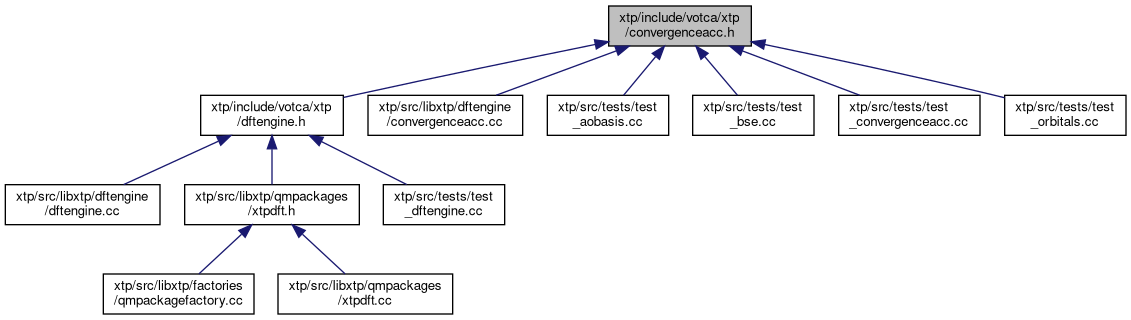 xtp/include/votca/xtp
/convergenceacc.h
xtp/include/votca/xtp
/dftengine.h
xtp/src/libxtp/dftengine
/convergenceacc.cc
xtp/src/tests/test
_aobasis.cc
xtp/src/tests/test
_bse.cc
xtp/src/tests/test
_convergenceacc.cc
xtp/src/tests/test
_orbitals.cc
xtp/src/libxtp/dftengine
/dftengine.cc
xtp/src/libxtp/qmpackages
/xtpdft.h
xtp/src/tests/test
_dftengine.cc
xtp/src/libxtp/factories
/qmpackagefactory.cc
xtp/src/libxtp/qmpackages
/xtpdft.cc